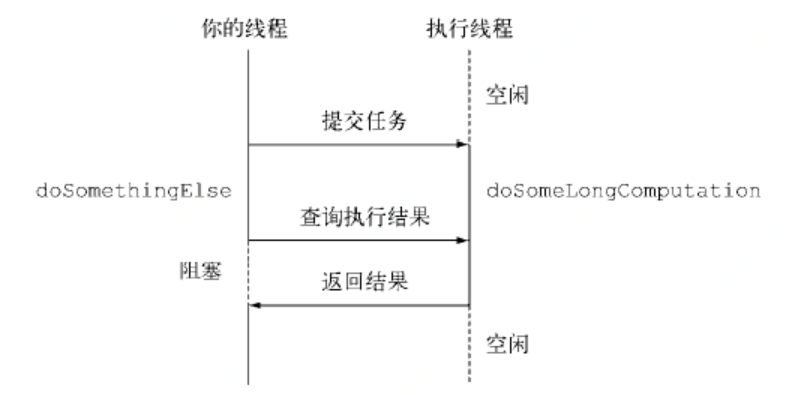 你的线程
执行线程
空闲
提交任务
doSomethingElse
doSomeLongComputation
查询执行结果
阻塞
返回结果
空闲